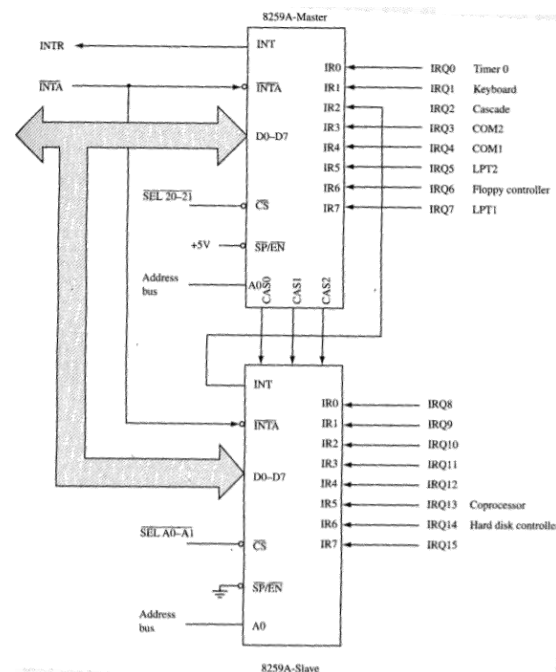 8259A-Master
INTR
INT
INTA
INTA
D0–D7
SEL 20–21
CS
+5V
SP/EN
Address
bus
A0
IR0 IRQ0 Timer 0
IR1 IRQ1 Keyboard
IR2 IRQ2 Cascade
IR3 IRQ3 COM2
IR4 IRQ4 COM1
IR5 IRQ5 LPT2
IR6 IRQ6 Floppy controller
IR7 IRQ7 LPT1
CAS0
CAS1
CAS2
INT
INTA
D0–D7
SEL A0–A1
CS
SP/EN
Address
bus
A0
IR0 IRQ8
IR1 IRQ9
IR2 IRQ10
IR3 IRQ11
IR4 IRQ12
IR5 IRQ13 Coprocessor
IR6 IRQ14 Hard disk controlle
IR7 IRQ15
8259A-Slave